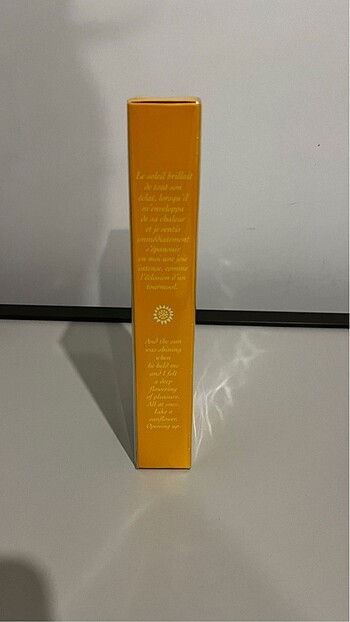 Le soleil brillait
de tout son
éclat, lorsqu'il
m'enveloppa
de sa chaleur
et je sentis
immédiatement
s'épanouir
en moi une joie
intense, comme
l'éclosion d'un
tournesol.
And the sun
was shining
when
he held me
and I felt
a deep
flowering
of pleasure.
All at once.
Like a
sunflower.
Opening up.